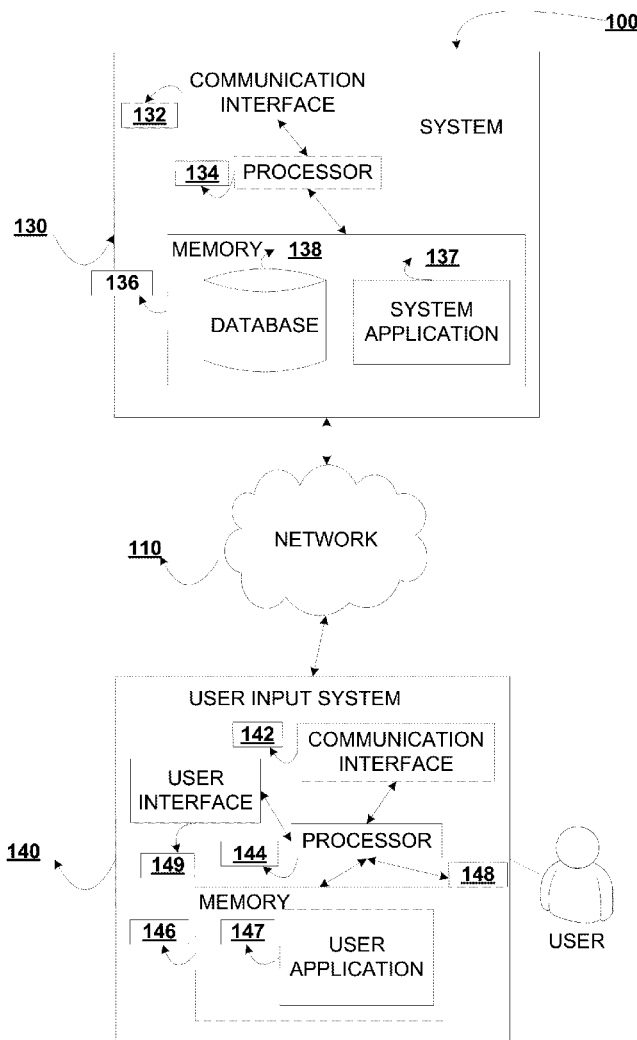 100
COMMUNICATION
INTERFACE
132
SYSTEM
134
PROCESSOR
130
MEMORY
138
137
136
DATABASE
SYSTEM
APPLICATION
NETWORK
110
USER INPUT SYSTEM
142
COMMUNICATION
INTERFACE
USER
INTERFACE
PROCESSOR
140
149
144
148
MEMORY
146
147
USER
APPLICATION
USER